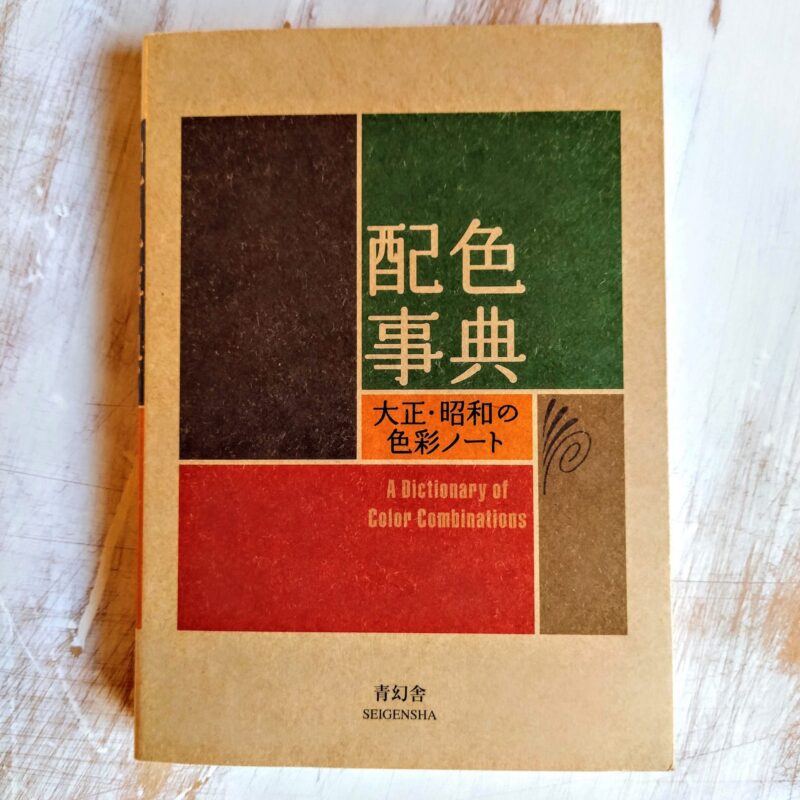 配色
事典
大正・昭和の
色彩ノート
A Dictionary of
Color Combinations
青幻舎
SEIGENSHA